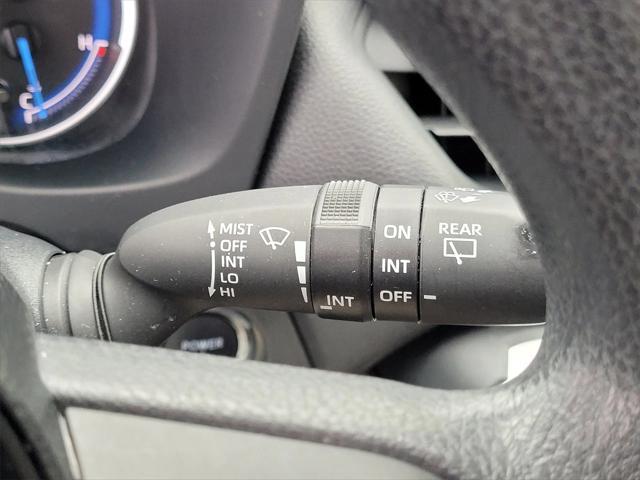 H
C
MIST
OFF
INT
LO
HI
INT
ON
INT
OFF
REAR
POWER